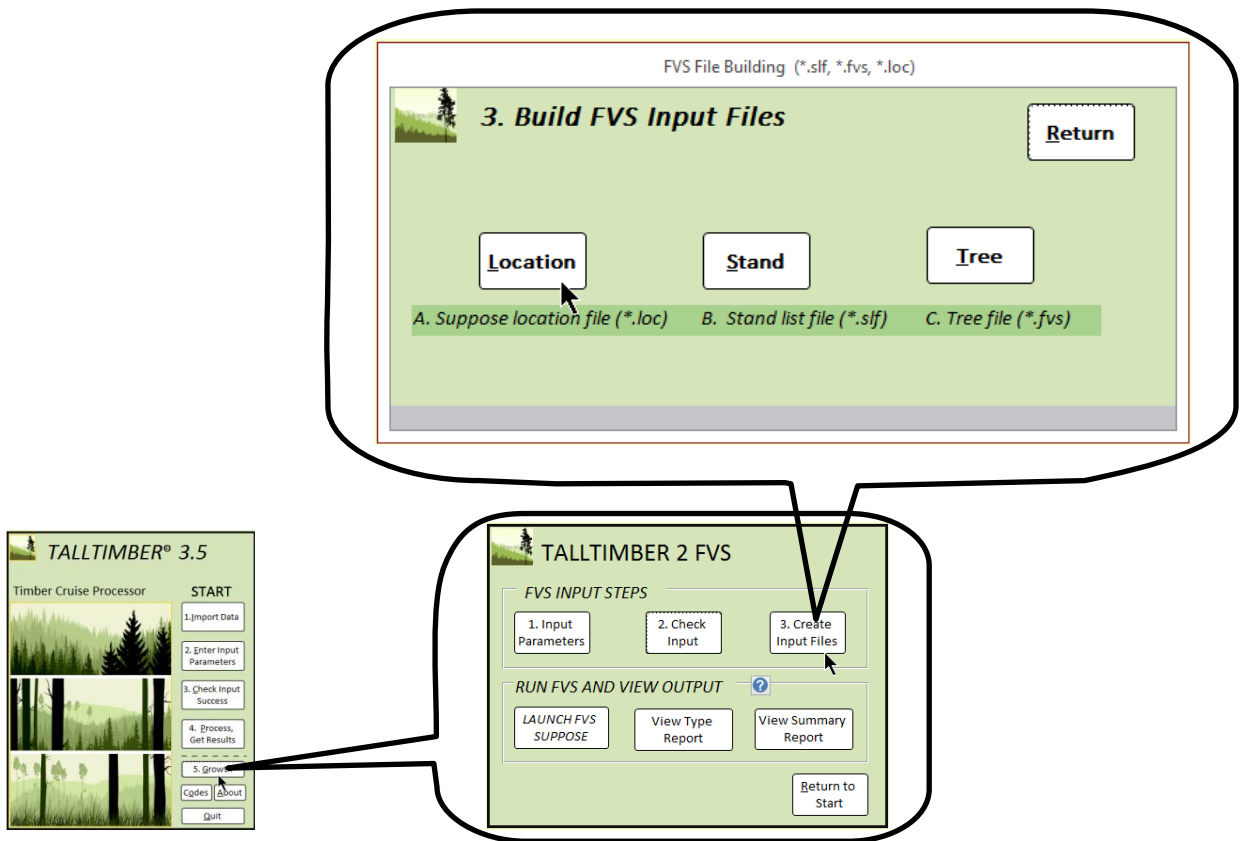 FVS File Building (*.slf, *.fvs, *.loc)
3. Build FVS Input Files
Return
Location
Stand
Tree
A. Suppose location file (*.loc)
B. Stand list file (*.slf)
C. Tree file (*.fvs)
TALLTIMBER® 3.5
Timber Cruise Processor
START
1.Import Data
2. Enter Input
Parameters
3. Check Input
Success
4. Process,
Get Results
5. Growth
Codes
About
Quit
TALLTIMBER 2 FVS
FVS INPUT STEPS
1. Input
Parameters
2. Check
Input
3. Create
Input Files
RUN FVS AND VIEW OUTPUT
?
LAUNCH FVS
SUPPOSE
View Type
Report
View Summary
Report
Return to
Start